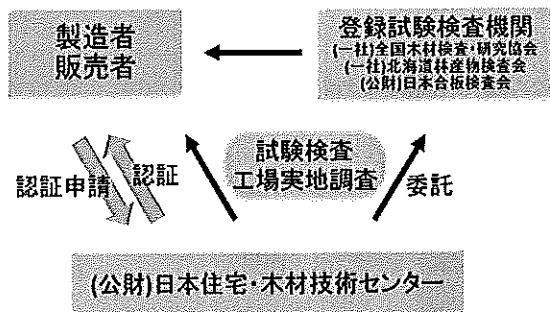 製造者
販売者
登録試験検査機関
(一社)全国木材検査・研究協会
(一社)北海道林産物検査会
(公財)日本合板検査会
認証申請
認証
試験検査
工場実地調査
委託
(公財)日本住宅・木材技術センター